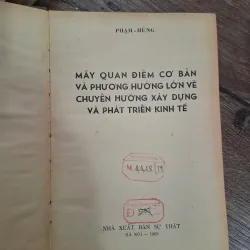 PHẠM-HÙNG
MẤY QUAN ĐIỂM CƠ BẢN
VÀ PHƯƠNG HƯỚNG LỚN VỀ
CHUYỂN HƯỚNG XÂY DỰNG
VÀ PHÁT TRIỂN KINH TẾ
NHÀ XUẤT BẢN SỰ THẬT